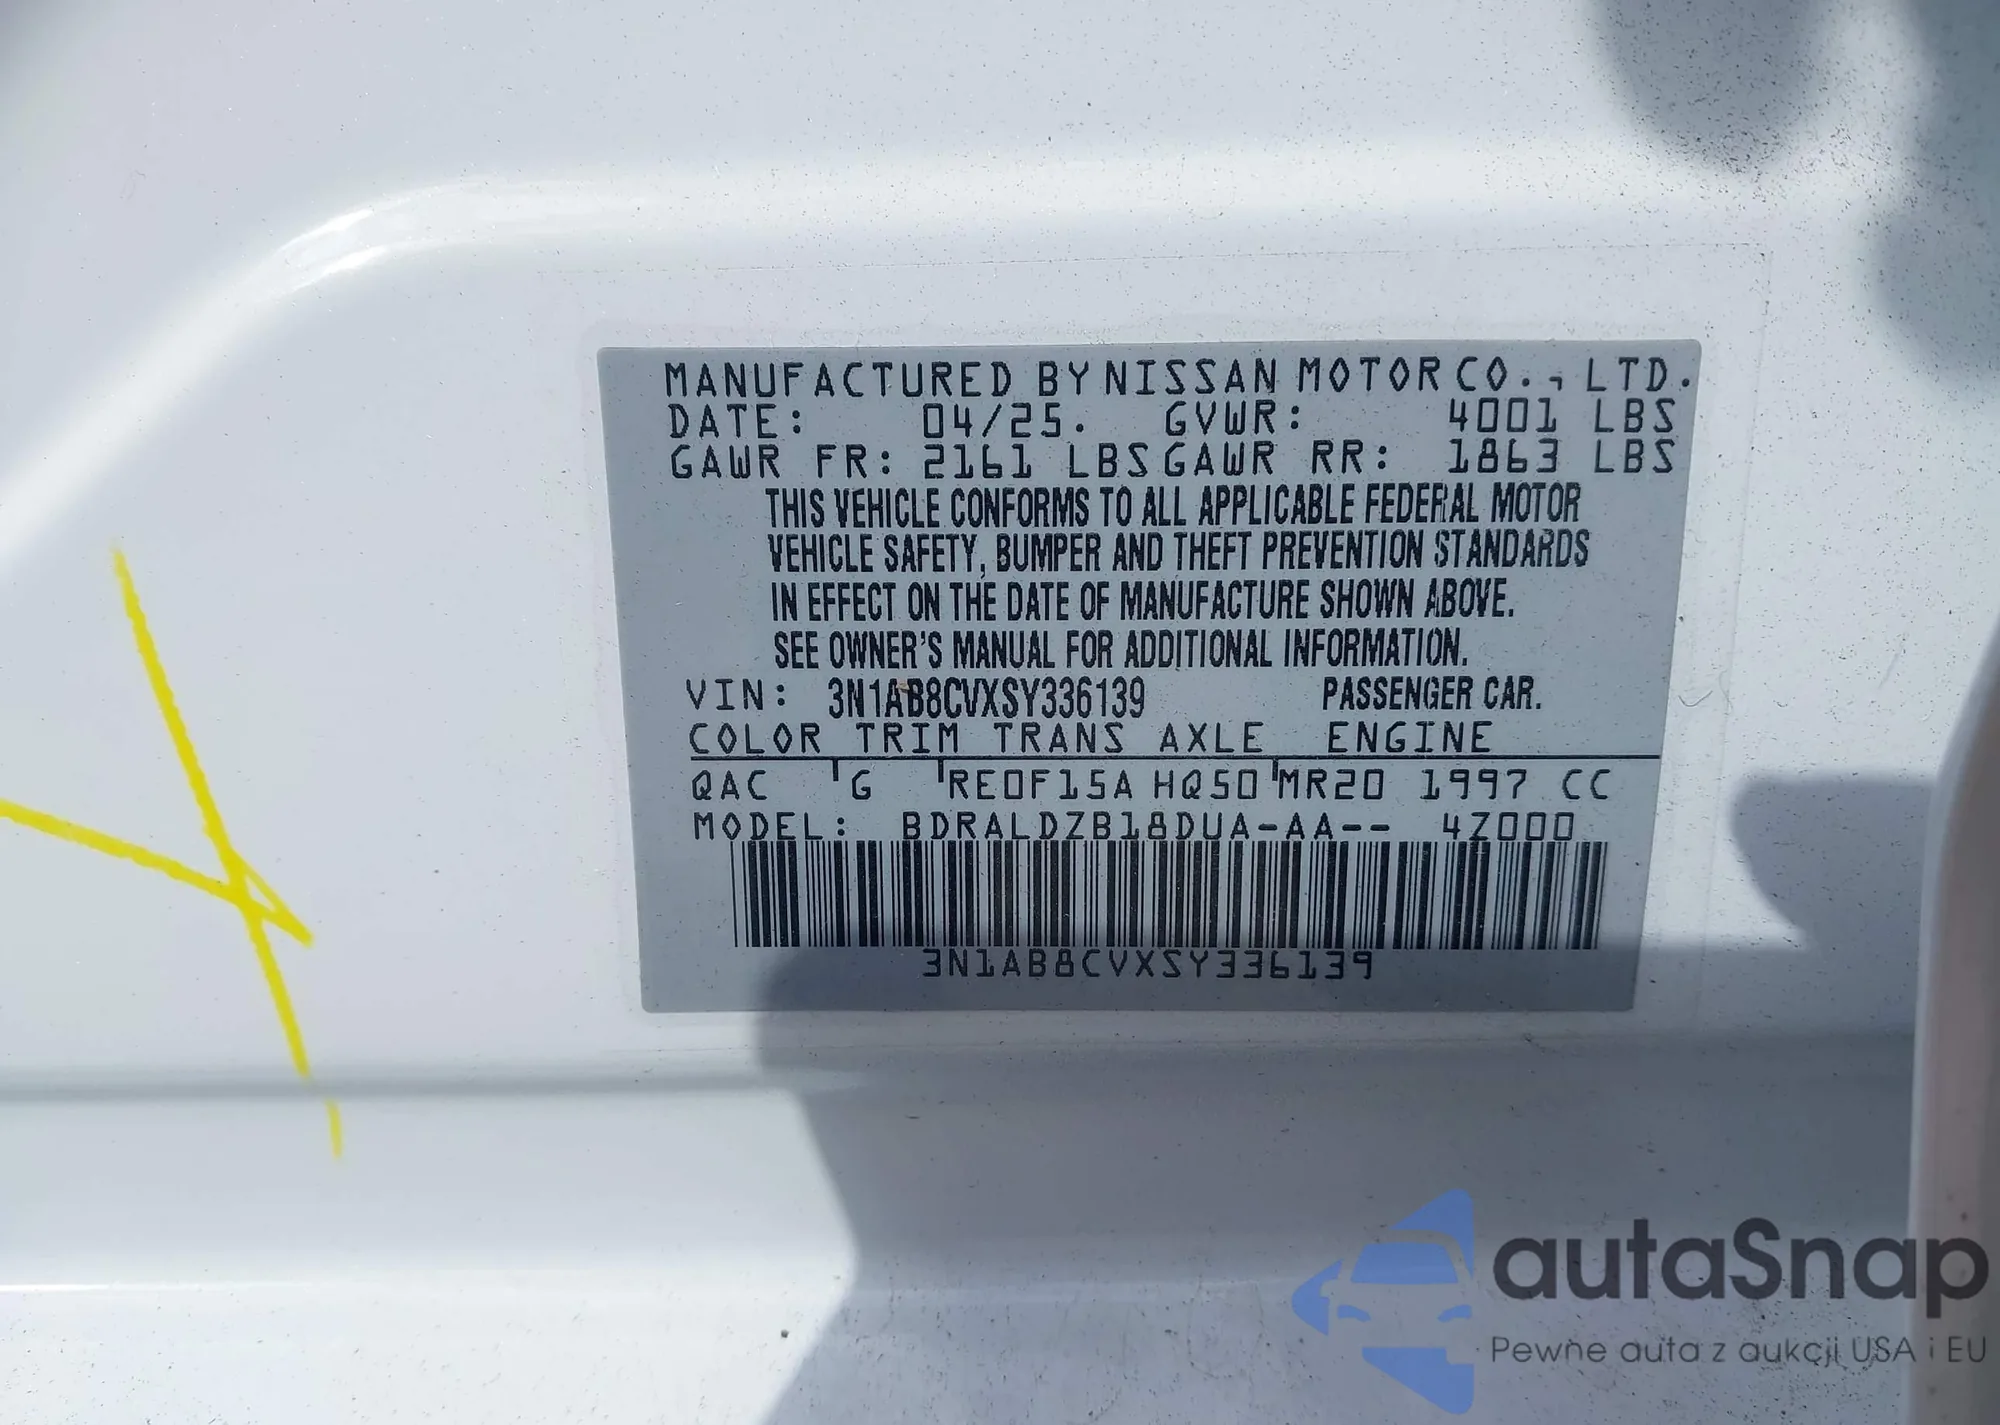 MANUFACTURED BY NISSAN MOTOR CO., LTD.
DATE: 04/25. GVWR: 4001 LBS
GAWR FR: 2161 LBS GAWR RR: 1863 LBS
THIS VEHICLE CONFORMS TO ALL APPLICABLE FEDERAL MOTOR
VEHICLE SAFETY, BUMPER AND THEFT PREVENTION STANDARDS
IN EFFECT ON THE DATE OF MANUFACTURE SHOWN ABOVE.
SEE OWNER'S MANUAL FOR ADDITIONAL INFORMATION.
VIN: 3N1AB8CVXSY336139 PASSENGER CAR.
COLOR TRIM TRANS AXLE ENGINE
QAC G RE0F15A HQ50 MR20 1997 CC
MODEL: BDRALDZB18DUA-AA-- 4Z000
3N1AB8CVXSY336139
autaSnap
Pewne auta z aukcji USA i EU